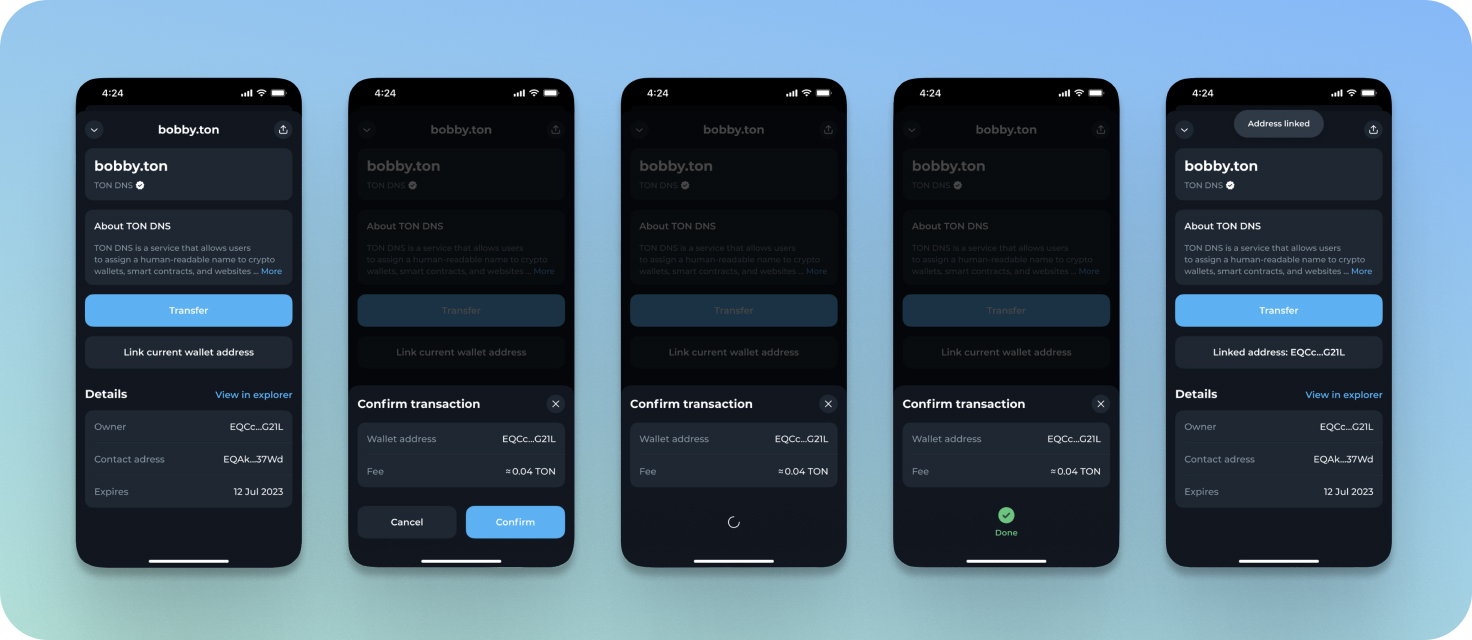 4:24
bobby.ton
bobby.ton
TON DNS
About TON DNS
TON DNS is a service that allows users
to assign a human-readable name to crypto
wallets, smart contracts, and websites ... More
Transfer
Link current wallet address
Details
View in explorer
Owner
EQCc...G21L
Contact adress
EQAk...37Wd
Expires
12 Jul 2023
4:24
bobby.ton
bobby.ton
TON DNS
About TON DNS
TON DNS is a service that allows users
to assign a human-readable name to crypto
wallets, smart contracts, and websites ... More
Transfer
Link current wallet address
Confirm transaction
Wallet address
EQCc...G21L
Fee
≈0.04 TON
Cancel
Confirm
4:24
bobby.ton
bobby.ton
TON DNS
About TON DNS
TON DNS is a service that allows users
to assign a human-readable name to crypto
wallets, smart contracts, and websites ... More
Transfer
Link current wallet address
Confirm transaction
Wallet address
EQCc...G21L
Fee
≈0.04 TON
4:24
bobby.ton
bobby.ton
TON DNS
About TON DNS
TON DNS is a service that allows users
to assign a human-readable name to crypto
wallets, smart contracts, and websites ... More
Transfer
Link current wallet address
Confirm transaction
Wallet address
EQCc...G21L
Fee
≈0.04 TON
Done
4:24
Address linked
bobby.ton
TON DNS
About TON DNS
TON DNS is a service that allows users
to assign a human-readable name to crypto
wallets, smart contracts, and websites ... More
Transfer
Linked address: EQCc...G21L
Details
View in explorer
Owner
EQCc...G21L
Contact adress
EQAk...37Wd
Expires
12 Jul 2023